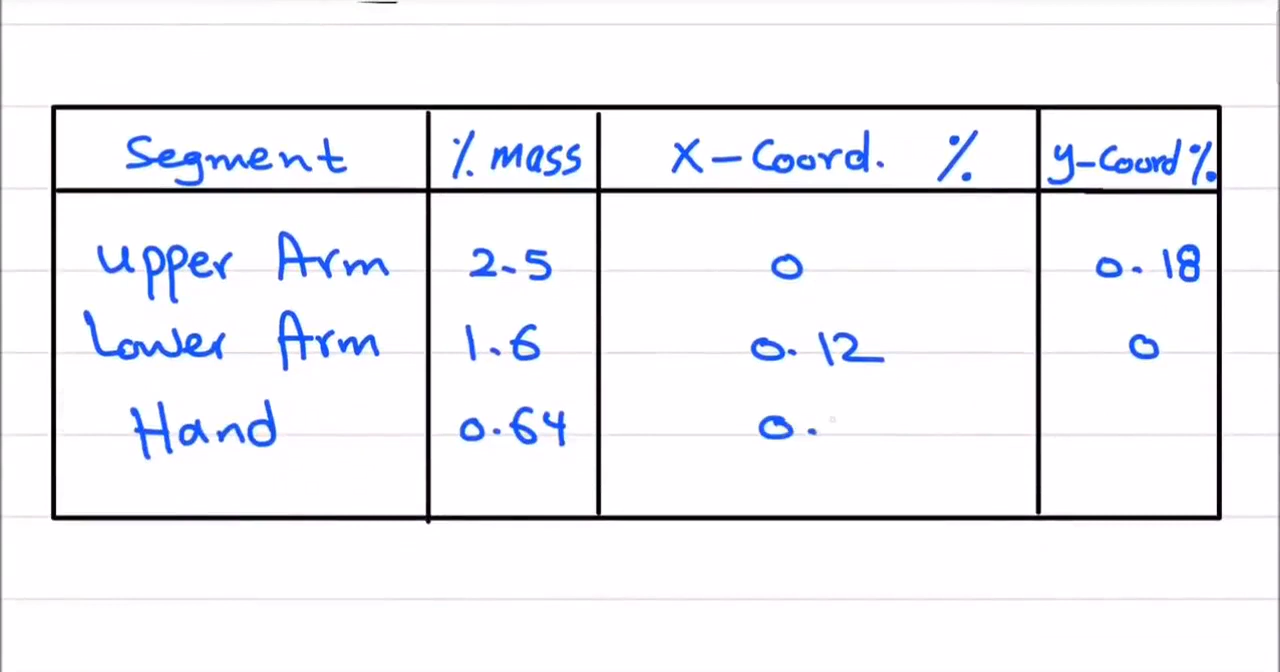 Segment % mass X-Coord. % y-Coord %
Upper Arm 2.5 0 0.18
Lower Arm 1.6 0.12 0
Hand 0.64 0.